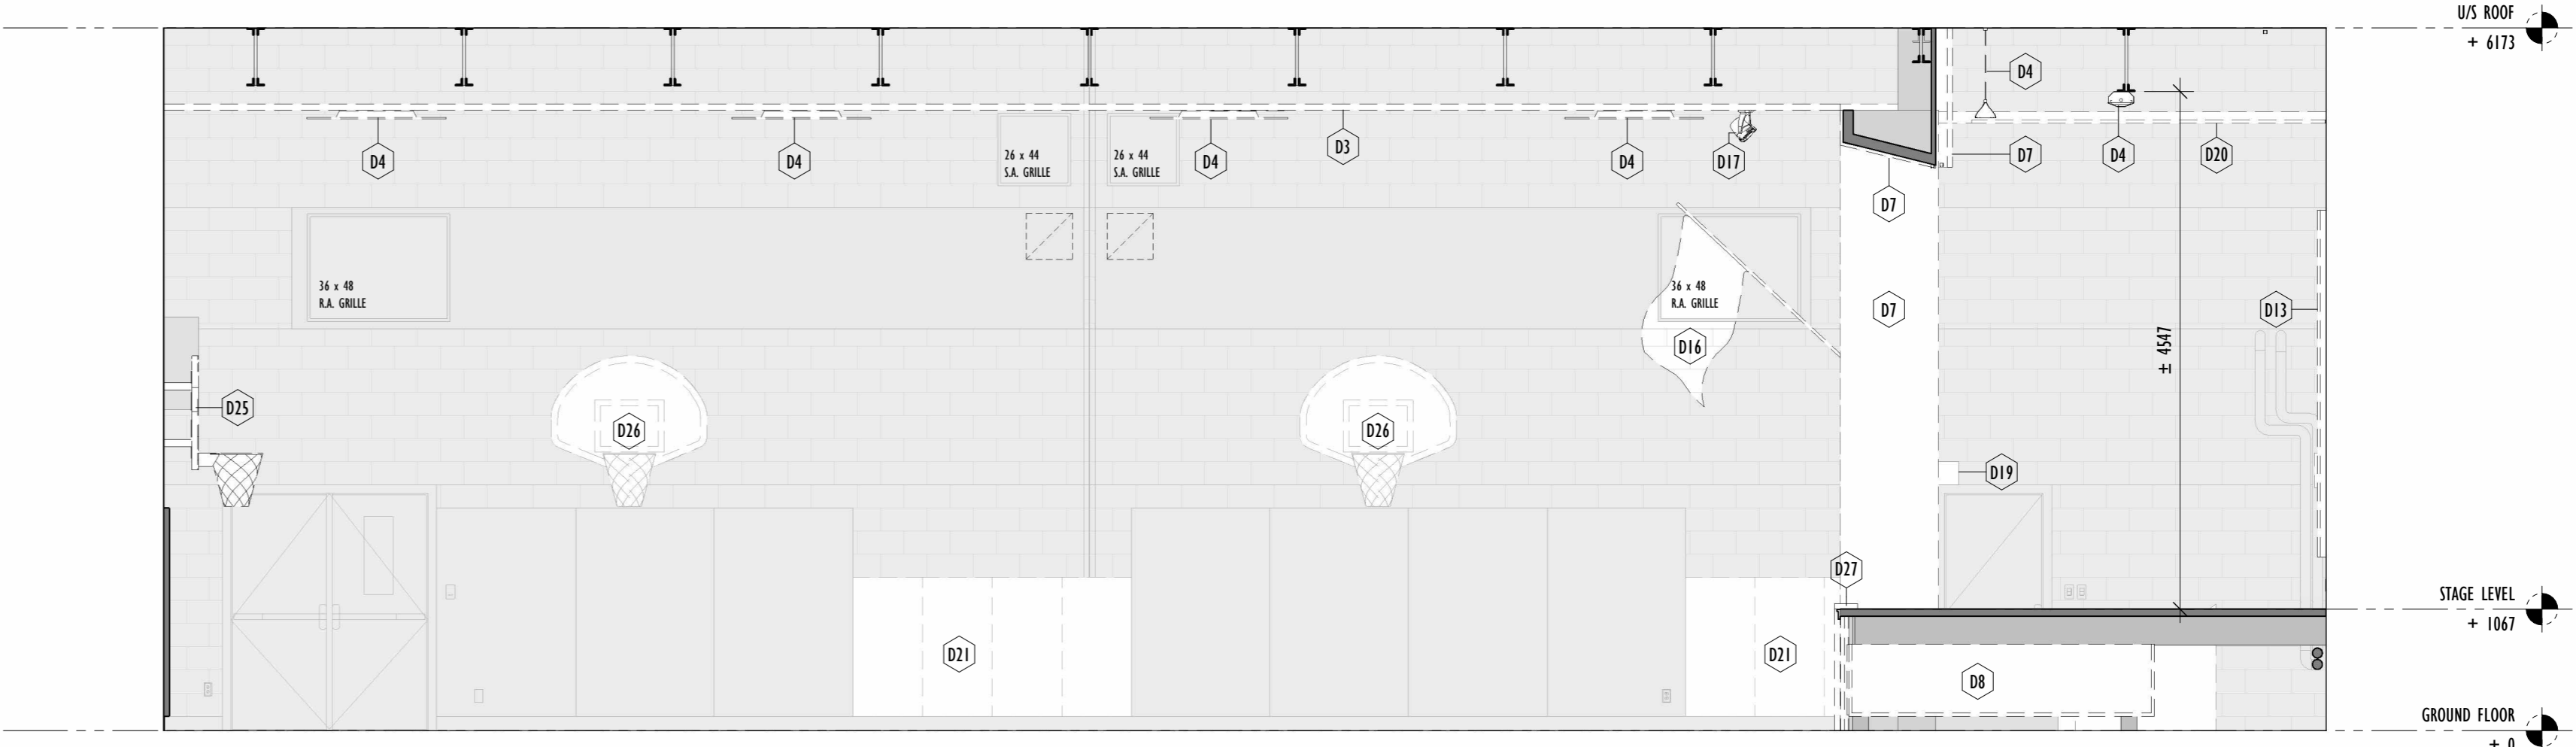 U/S ROOF
+ 6173
D4
D4
D4
D4
D3
D4
D17
D7
D4
D20
26 x 44
S.A. GRILLE
26 x 44
S.A. GRILLE
D7
36 x 48
R.A. GRILLE
36 x 48
R.A. GRILLE
D7
D13
D16
± 4547
D25
D26
D26
D19
D27
STAGE LEVEL
+ 1067
D21
D21
D8
GROUND FLOOR
± 0